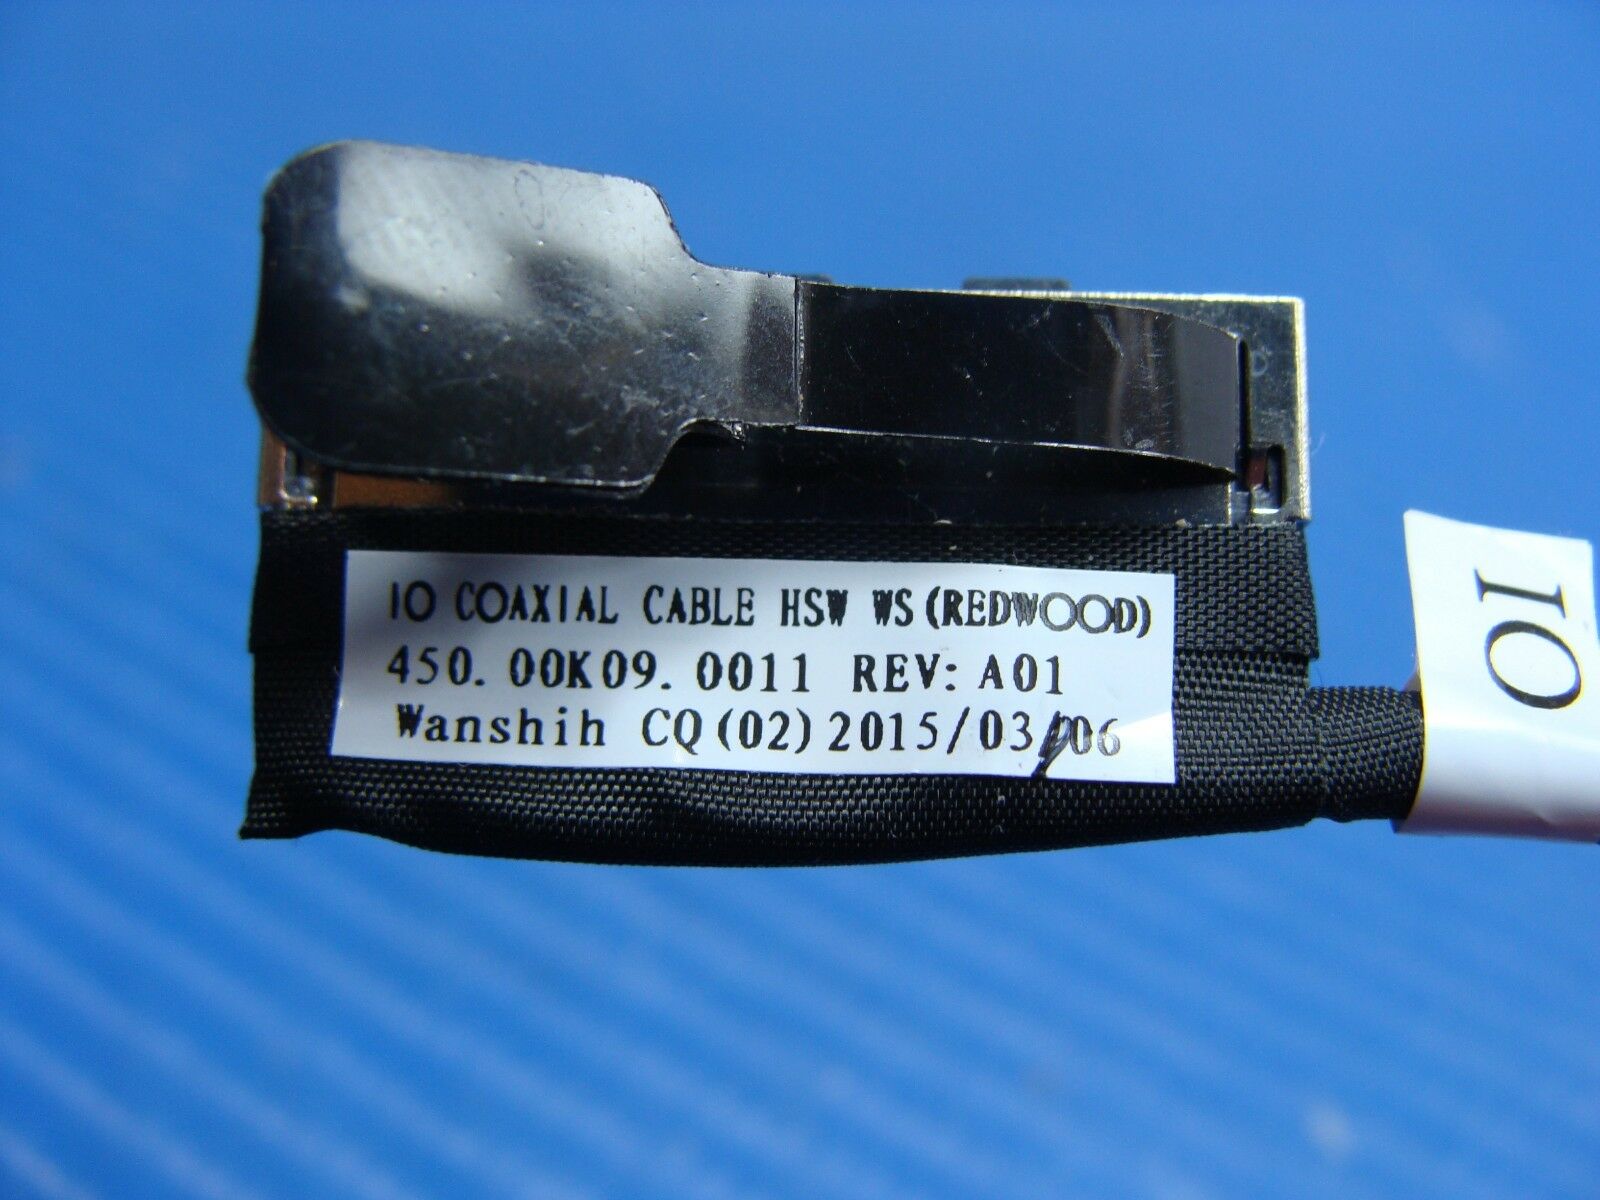 IO COAXIAL CABLE HSW WS(REDWOOD)
450.00K09.0011 REV: A01
Wanshih CQ(02)2015/03/06
IO